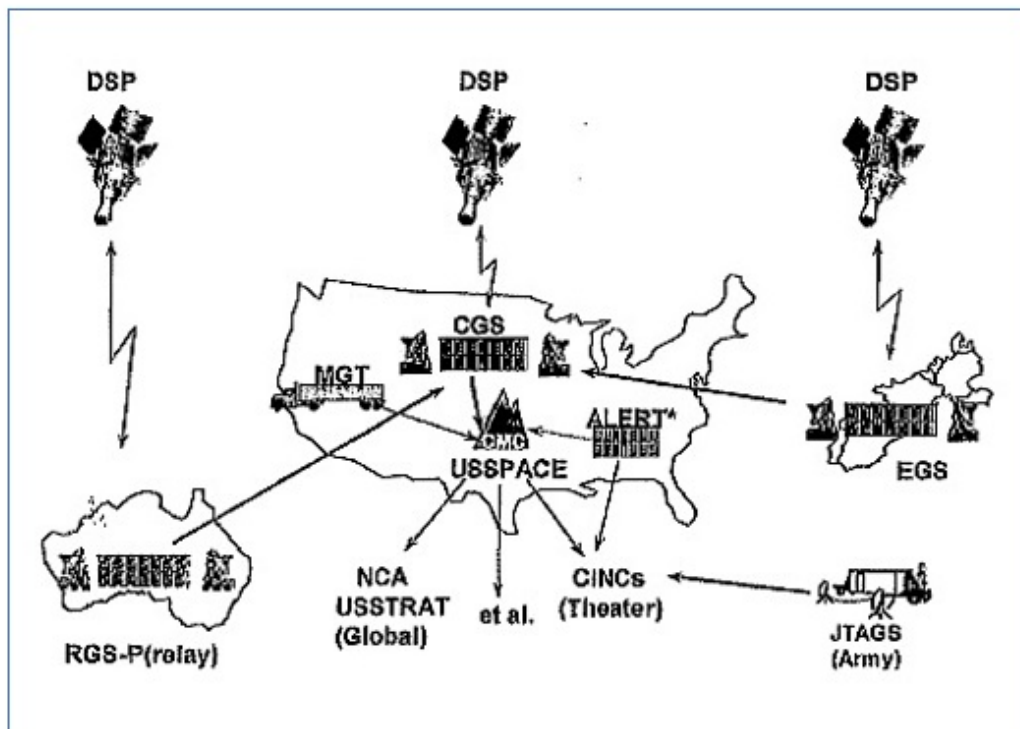 DSP
DSP
DSP
CGS
MGT
ALERT*
CMC
USSPACE
EGS
NCA
USSTRAT
(Global)
et al.
CINCs
(Theater)
JTAGS
(Army)
RGS-P(relay)